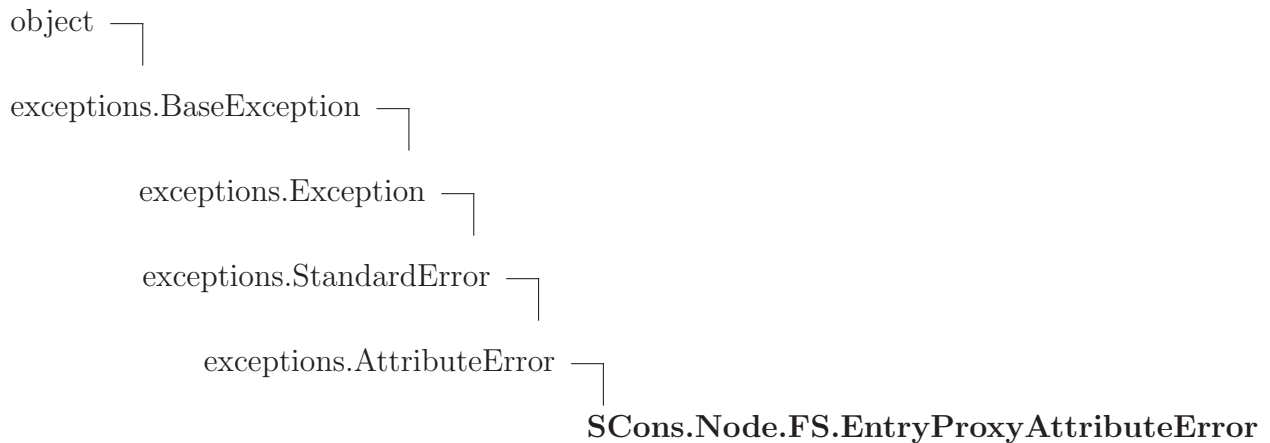 object
exceptions.BaseException
exceptions.Exception
exceptions.StandardError
exceptions.AttributeError
SCons.Node.FS.EntryProxyAttributeError